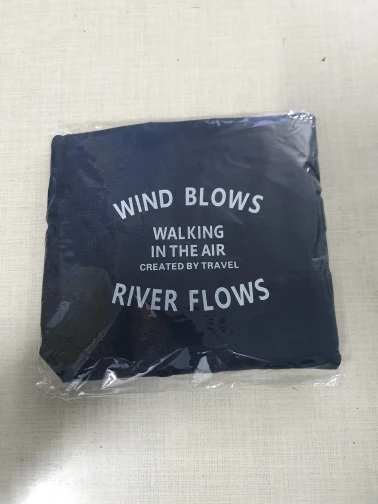 WIND BLOWS
WALKING
IN THE AIR
CREATED BY TRAVEL
RIVER FLOWS